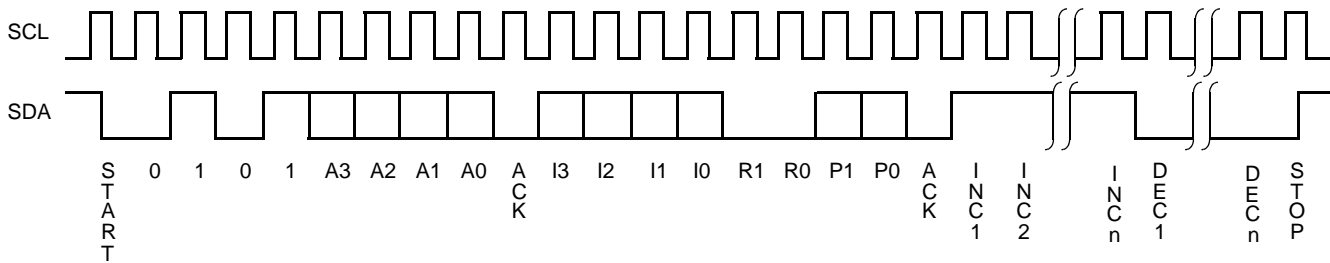 SCL
SDA
START 0 1 0 1 A3 A2 A1 A0 ACK I3 I2 I1 I0 R1 R0 P1 P0 ACK INC1 INC2 INCn DEC1 DECn STOP